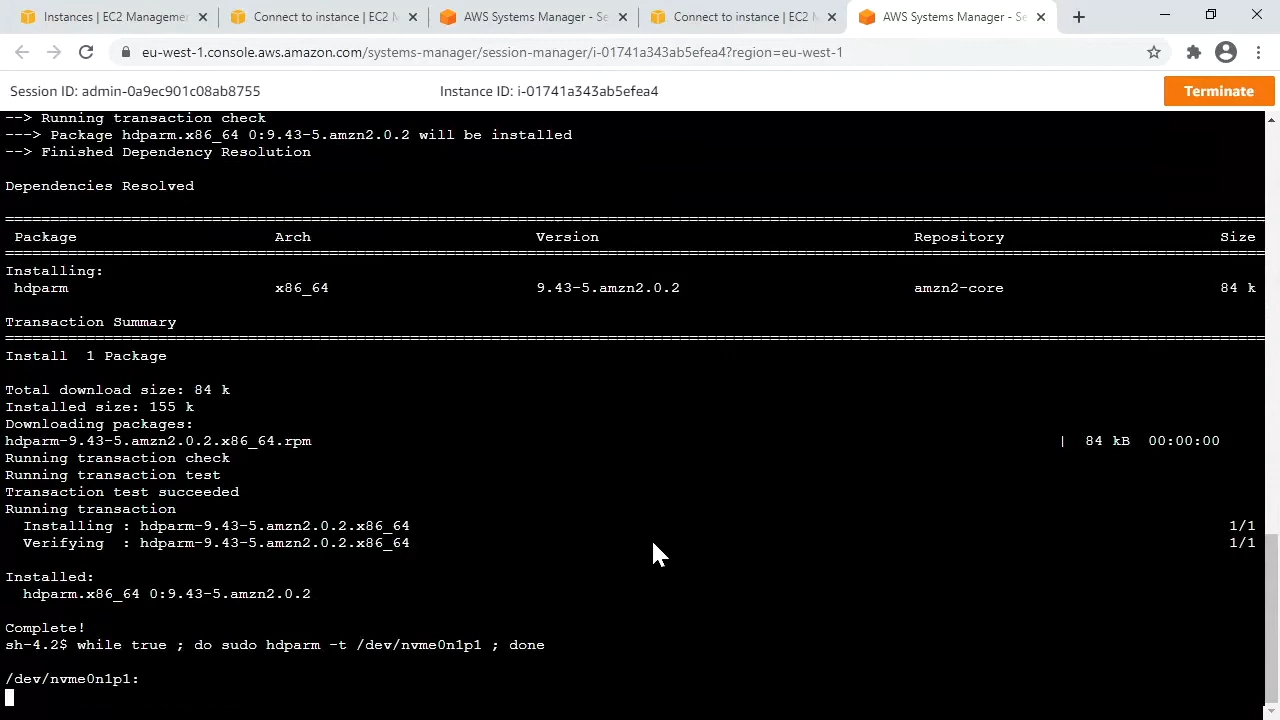 Instances | EC2 Managemer
Connect to instance | EC2 M
AWS Systems Manager - Se
Connect to instance | EC2 M
AWS Systems Manager - Se
eu-west-1.console.aws.amazon.com/systems-manager/session-manager/i-01741a343ab5efea4?region=eu-west-1
Session ID: admin-0a9ec901c08ab8755 Instance ID: i-01741a343ab5efea4 Terminate
--> Running transaction check
---> Package hdparm.x86_64 0:9.43-5.amzn2.0.2 will be installed
--> Finished Dependency Resolution
Dependencies Resolved
Package Arch Version Repository Size
Installing:
hdparm x86_64 9.43-5.amzn2.0.2 amzn2-core 84 k
Transaction Summary
Install 1 Package
Total download size: 84 k
Installed size: 155 k
Downloading packages:
hdparm-9.43-5.amzn2.0.2.x86_64.rpm | 84 kB 00:00:00
Running transaction check
Running transaction test
Transaction test succeeded
Running transaction
Installing : hdparm-9.43-5.amzn2.0.2.x86_64 1/1
Verifying : hdparm-9.43-5.amzn2.0.2.x86_64 1/1
Installed:
hdparm.x86_64 0:9.43-5.amzn2.0.2
Complete!
sh-4.2$ while true ; do sudo hdparm -t /dev/nvme0n1p1 ; done
/dev/nvme0n1p1: